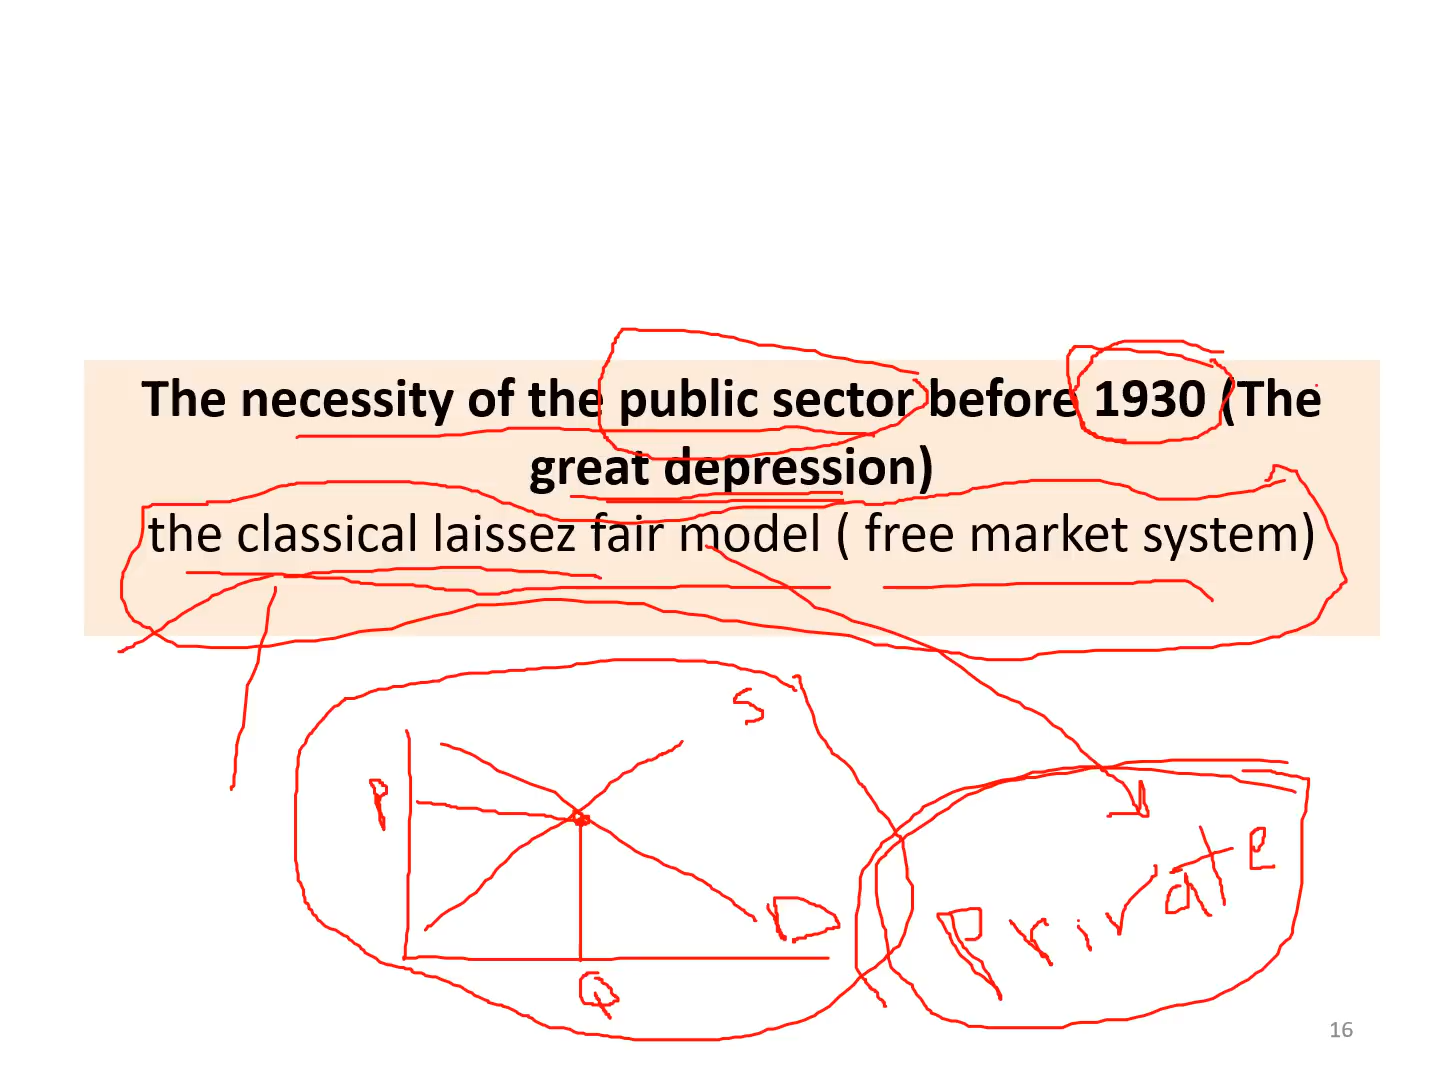 The necessity of the public sector before 1930 (The
great depression)
the classical laissez fair model ( free market system)
S
P
D
Q
Private
16